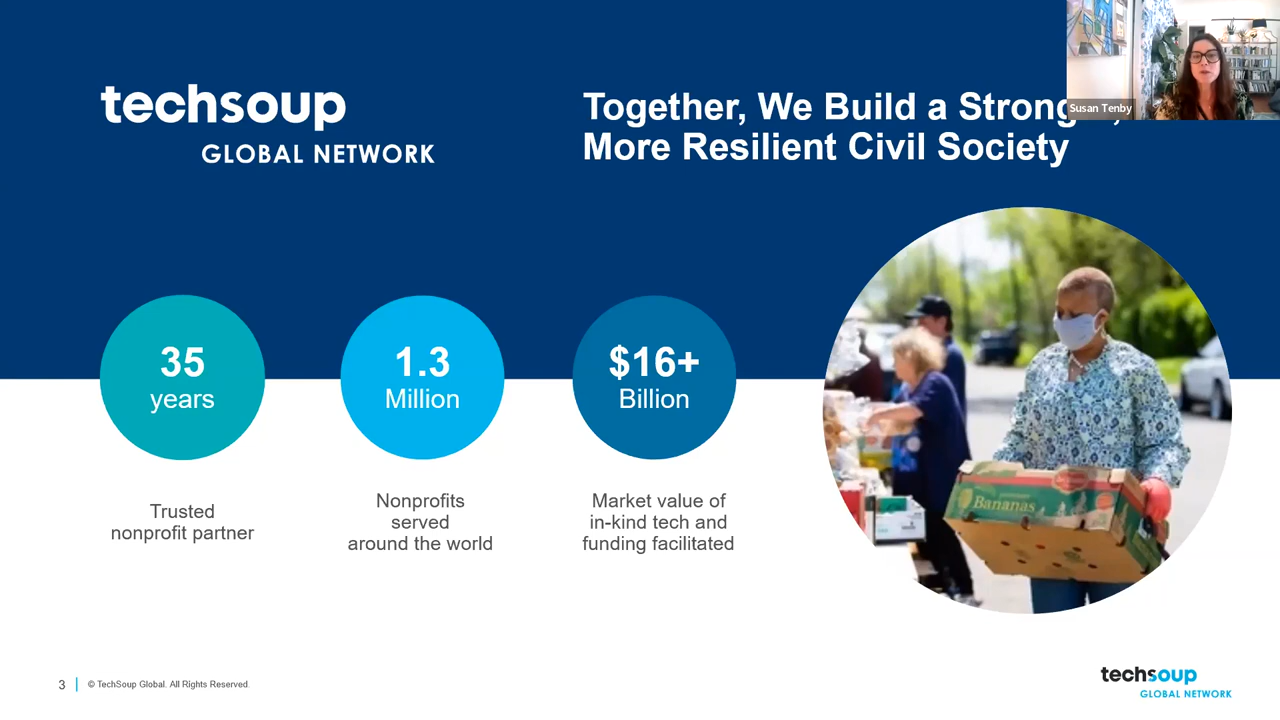 techsoup
GLOBAL NETWORK
Together, We Build a
More Resilient Civil Society
Susan Tenby
35
years
1.3
Million
$16+
Billion
Trusted
nonprofit partner
Nonprofits
served
around the world
Market value of
in-kind tech and
funding facilitated
Bananas
3
© TechSoup Global. All Rights Reserved.
techsoup
GLOBAL NETWORK